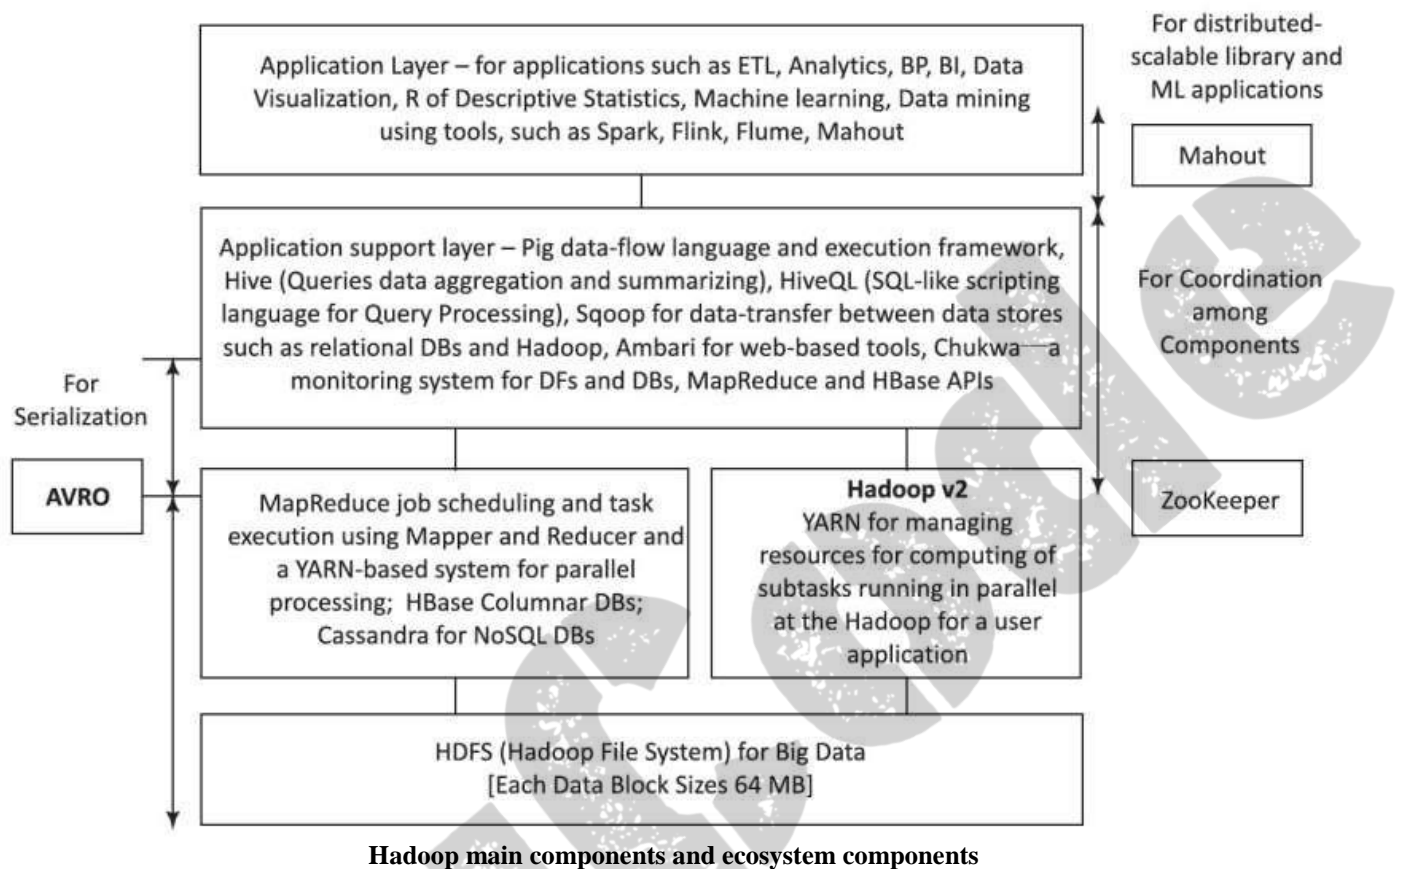 For distributed-
scalable library and
ML applications
Application Layer – for applications such as ETL, Analytics, BP, BI, Data
Visualization, R of Descriptive Statistics, Machine learning, Data mining
using tools, such as Spark, Flink, Flume, Mahout
Mahout
Application support layer – Pig data-flow language and execution framework,
Hive (Queries data aggregation and summarizing), HiveQL (SQL-like scripting
language for Query Processing), Sqoop for data-transfer between data stores
such as relational DBs and Hadoop, Ambari for web-based tools, Chukwa—a
monitoring system for DFs and DBs, MapReduce and HBase APIs
For Coordination
among
Components
For
Serialization
AVRO
MapReduce job scheduling and task
execution using Mapper and Reducer and
a YARN-based system for parallel
processing; HBase Columnar DBs;
Cassandra for NoSQL DBs
Hadoop v2
YARN for managing
resources for computing of
subtasks running in parallel
at the Hadoop for a user
application
ZooKeeper
HDFS (Hadoop File System) for Big Data
[Each Data Block Sizes 64 MB]
Hadoop main components and ecosystem components